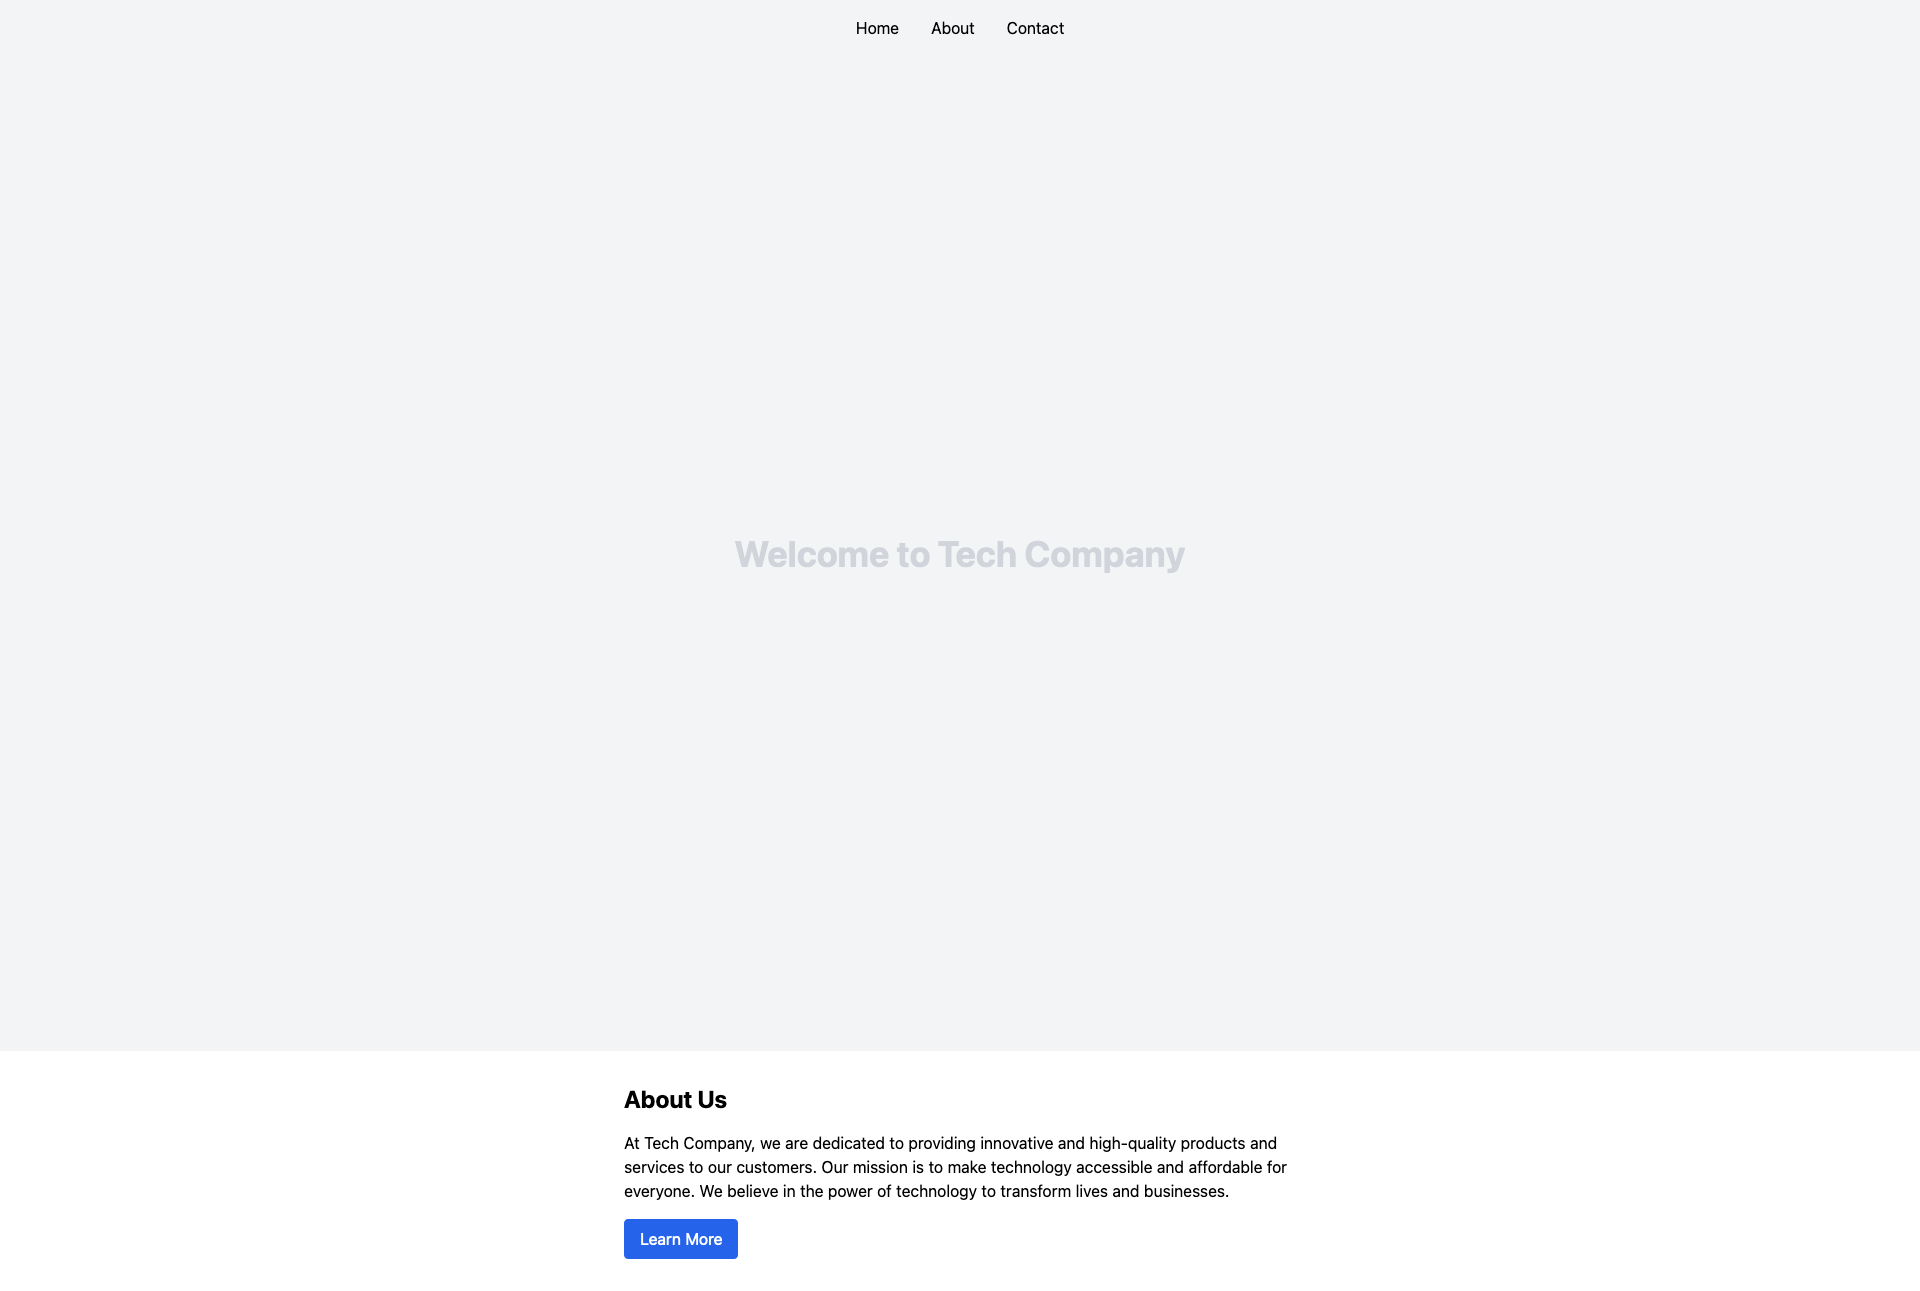 Home About Contact
Welcome to Tech Company
About Us
At Tech Company, we are dedicated to providing innovative and high-quality products and
services to our customers. Our mission is to make technology accessible and affordable for
everyone. We believe in the power of technology to transform lives and businesses.
Learn More